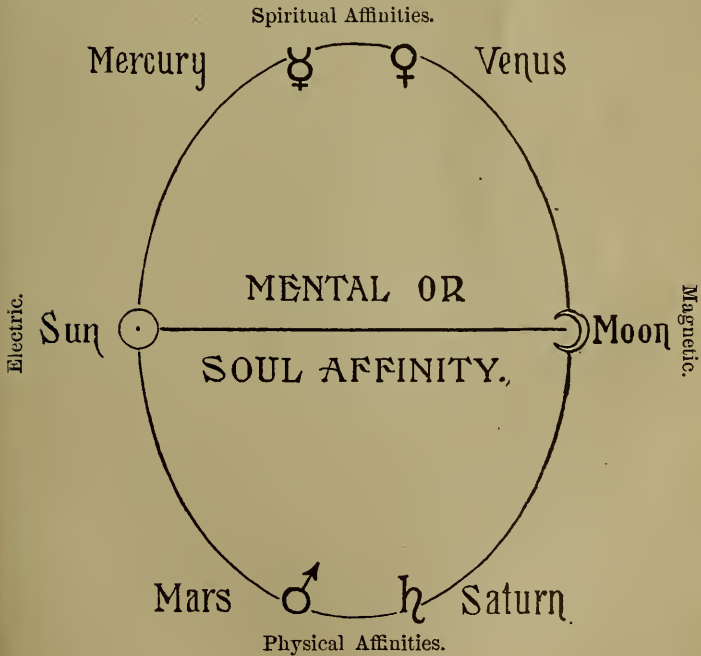 Spiritual Affinities.
Mercury ☿ ♀ Venus
MENTAL OR
Electric. Sun ☉ ☽ Moon Magnetic.
SOUL AFFINITY.
Mars ♂ ♄ Saturn.
Physical Affinities.